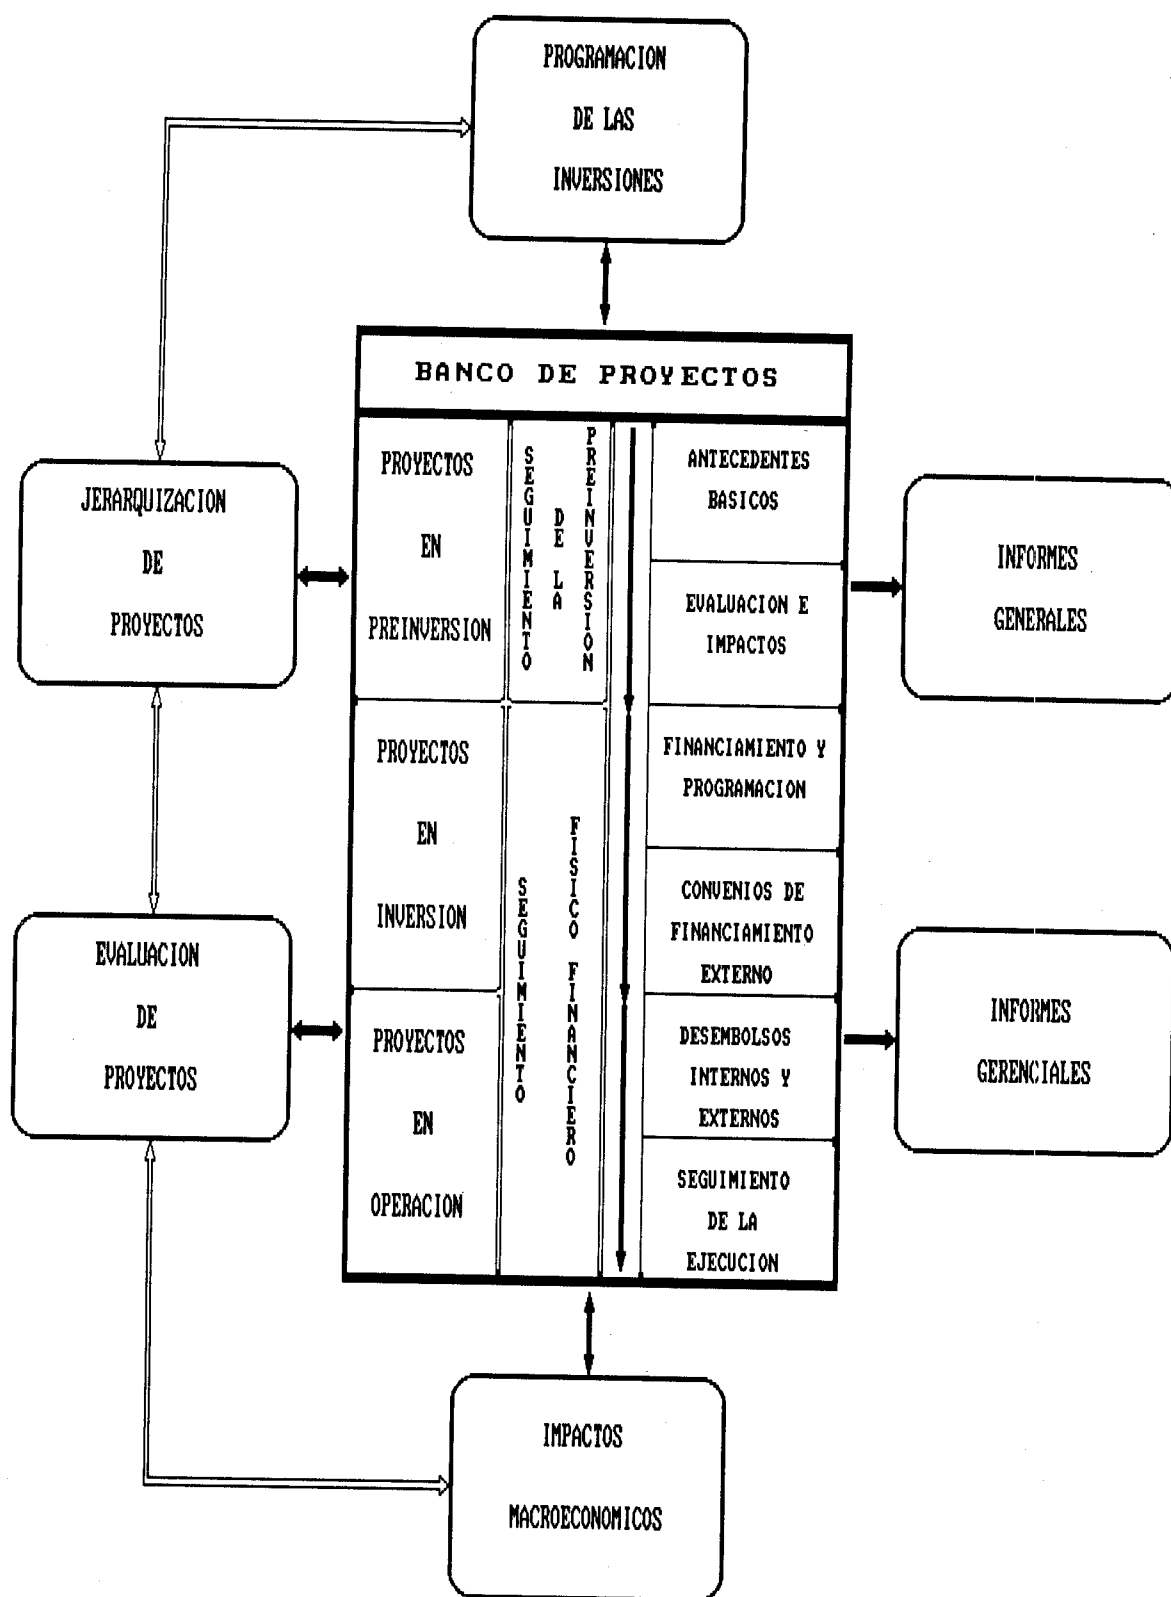 PROGRAMACION
DE LAS
INVERSIONES
BANCO DE PROYECTOS
JERARQUIZACION
DE
PROYECTOS
EVALUACION
DE
PROYECTOS
PROYECTOS
EN
PREINVERSION
PROYECTOS
EN
INVERSION
PROYECTOS
EN
OPERACION
SEGUIMIENTO
DE LA
PREINVERSION
SEGUIMIENTO
FISICO FINANCIERO
ANTECEDENTES
BASICOS
EVALUACION E
IMPACTOS
FINANCIAMIENTO Y
PROGRAMACION
CONVENIOS DE
FINANCIAMIENTO
EXTERNO
DESEMBOLSOS
INTERNOS Y
EXTERNOS
SEGUIMIENTO
DE LA
EJECUCION
INFORMES
GENERALES
INFORMES
GERENCIALES
IMPACTOS
MACROECONOMICOS